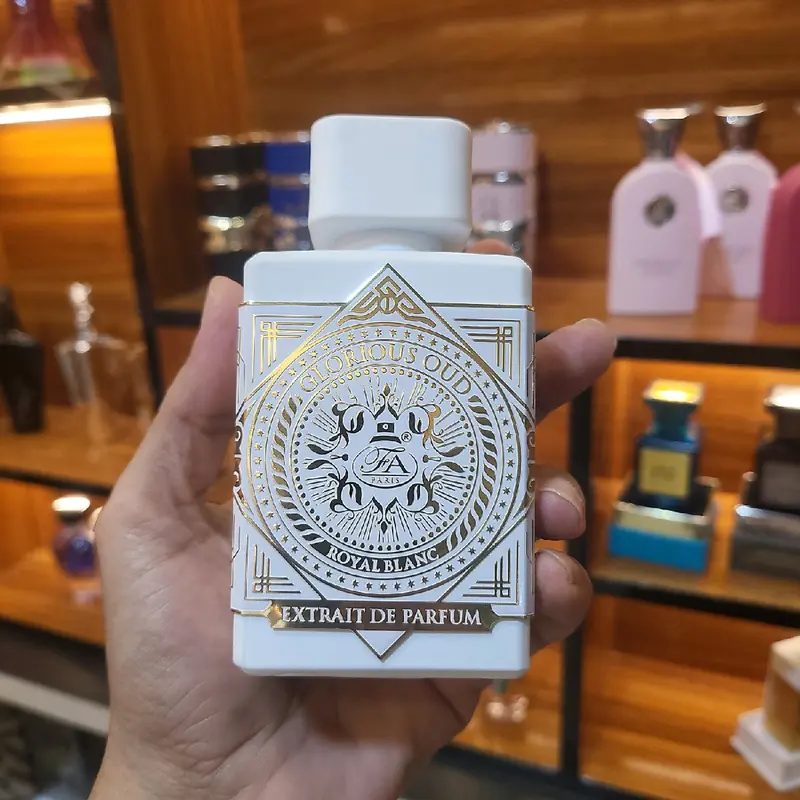 GLORIOUS OUD
®
FA
PARIS
ROYAL BLANC
EXTRAIT DE PARFUM